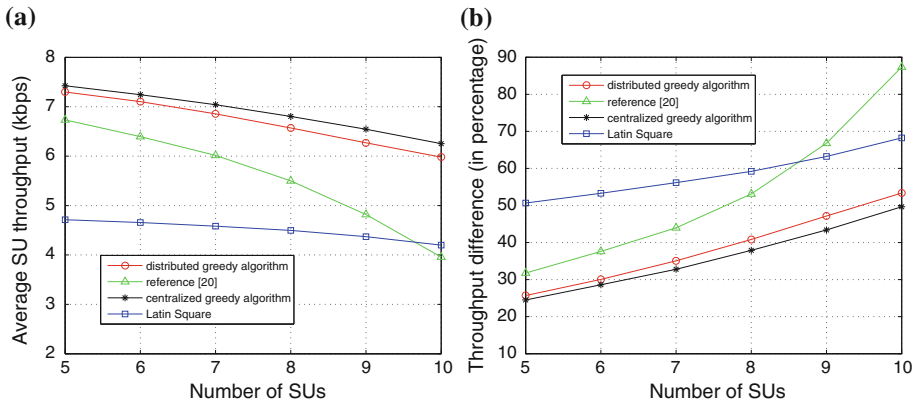 (a)
8
7
6
5
4
3
2
Average SU throughput (kbps)
distributed greedy algorithm
reference [20]
centralized greedy algorithm
Latin Square
5 6 7 8 9 10
Number of SUs
(b)
90
80
70
60
50
40
30
20
10
Throughput difference (in percentage)
distributed greedy algorithm
reference [20]
centralized greedy algorithm
Latin Square
5 6 7 8 9 10
Number of SUs